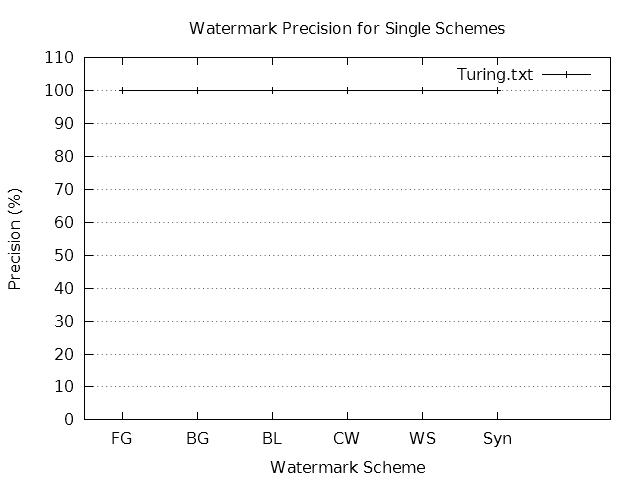 Watermark Precision for Single Schemes
110
Turing.txt
100
90
80
70
60
Precision (%)
50
40
30
20
10
0
FG BG BL CW WS Syn
Watermark Scheme